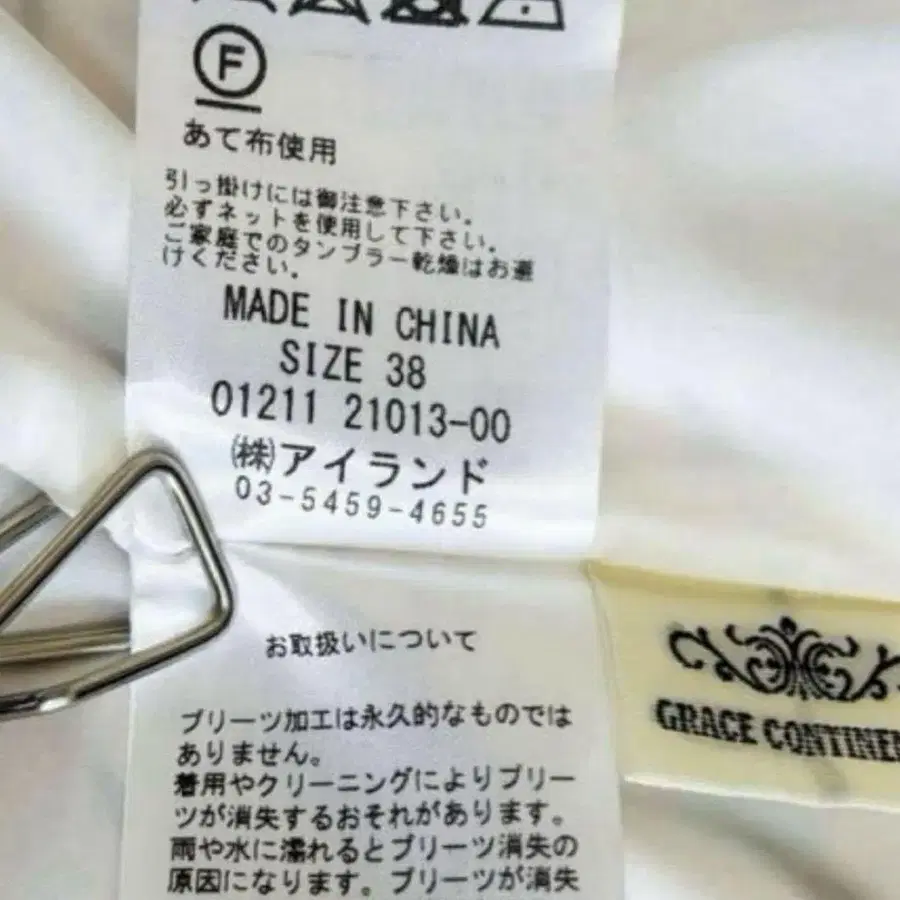 F
あて布使用
引っ掛けには御注意下さい。
必ずネットを使用して下さい。
ご家庭でのタンブラー乾燥はお避
けください。
MADE IN CHINA
SIZE 38
01211 21013-00
㈱アイランド
03-5459-4655
お取扱いについて
プリーツ加工は永久的なものでは
ありません。
着用やクリーニングによりプリー
ツが消失するおそれがあります。
雨や水に濡れるとプリーツ消失の
原因になります。プリーツが消失
GRACE CONTINEN